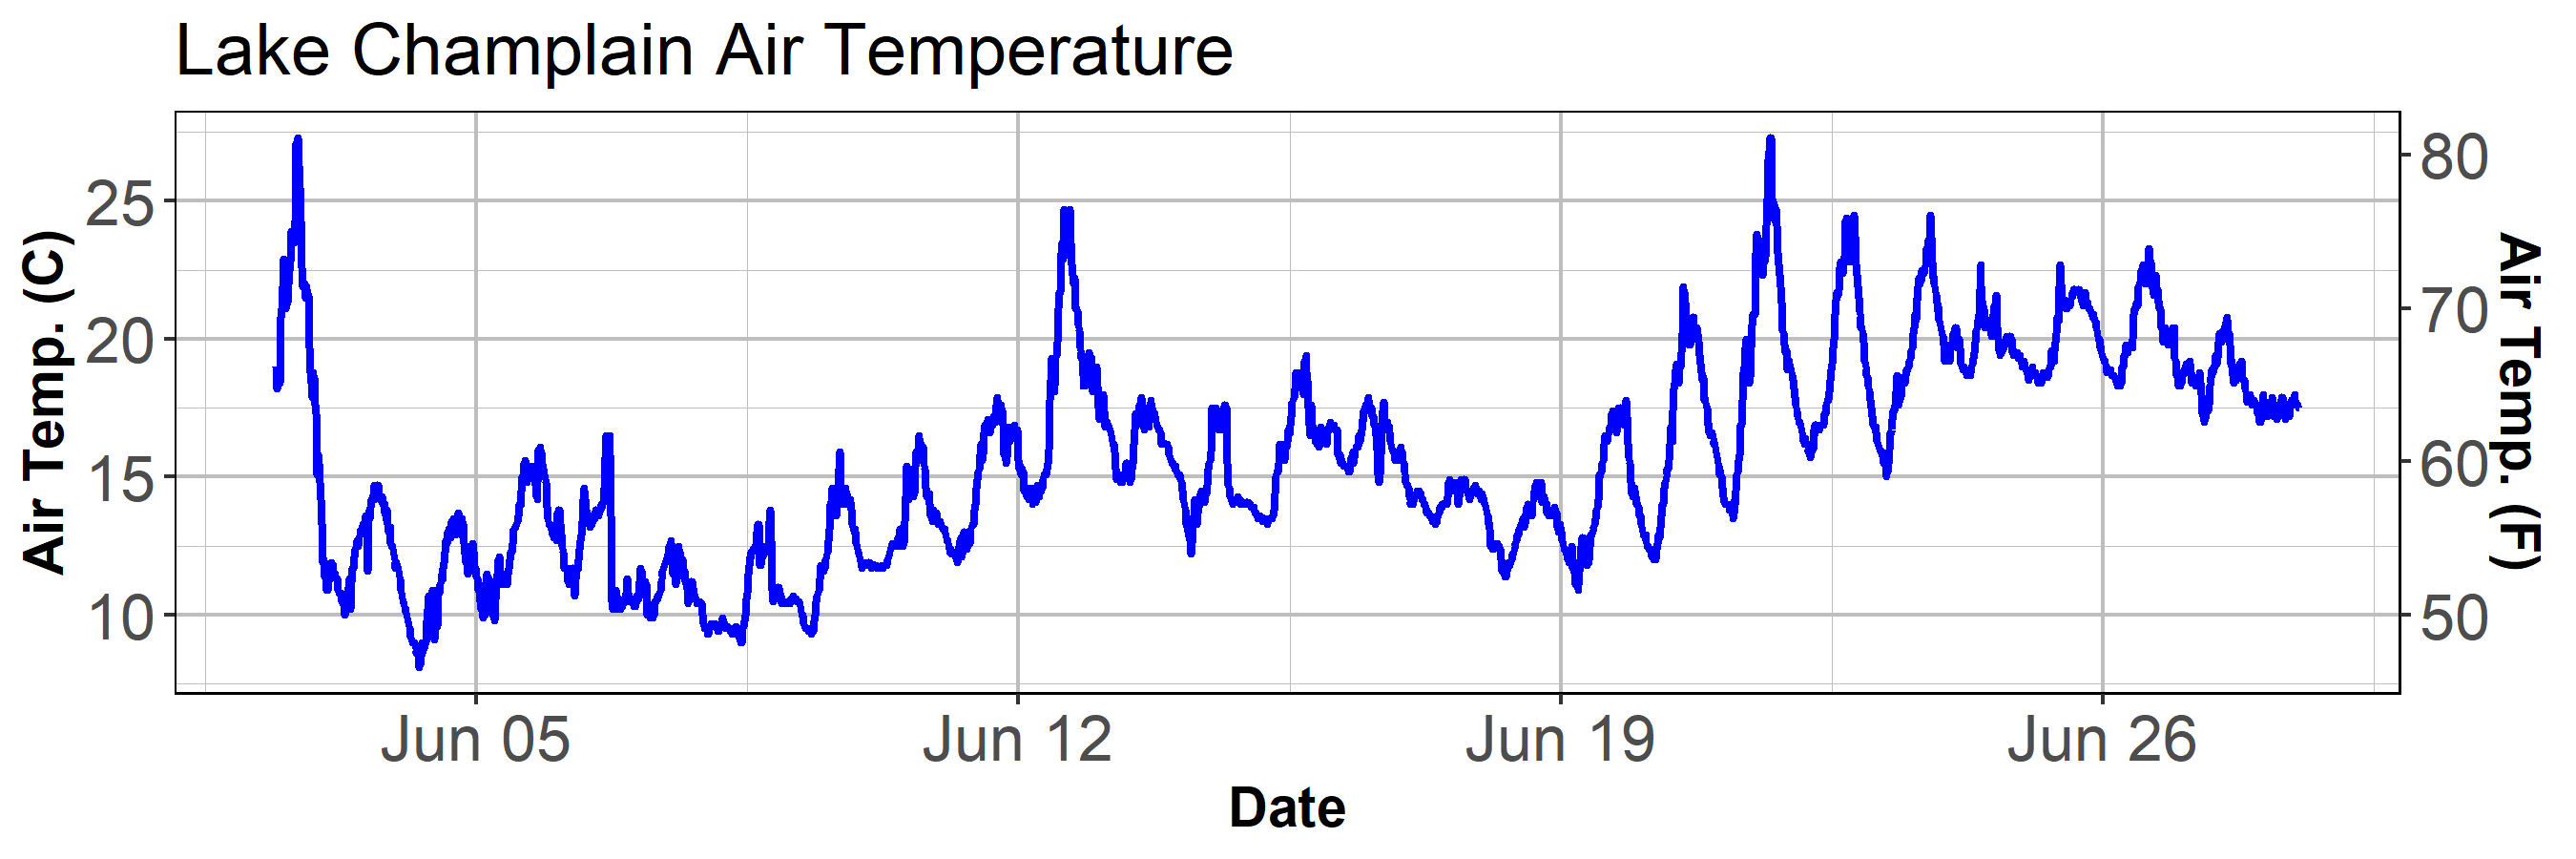 Lake Champlain Air Temperature
Air Temp. (C)
25
20
15
10
80
70
60
50
Air Temp. (F)
Jun 05
Jun 12
Jun 19
Jun 26
Date